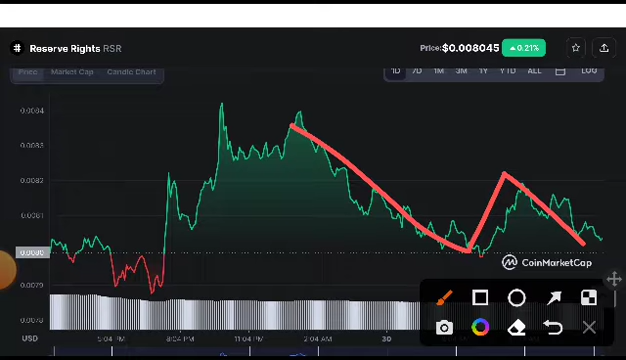 Reserve Rights RSR
Price:$0.008045 ▲0.21%
Price Market Cap Candle Chart
1D 7D 1M 3M 1Y YTD ALL LOG
0.0084
0.0083
0.0082
0.0081
0.0080
0.0079
0.0078
CoinMarketCap
USD 5:04 PM 8:04 PM 11:04 PM 2:04 AM 30